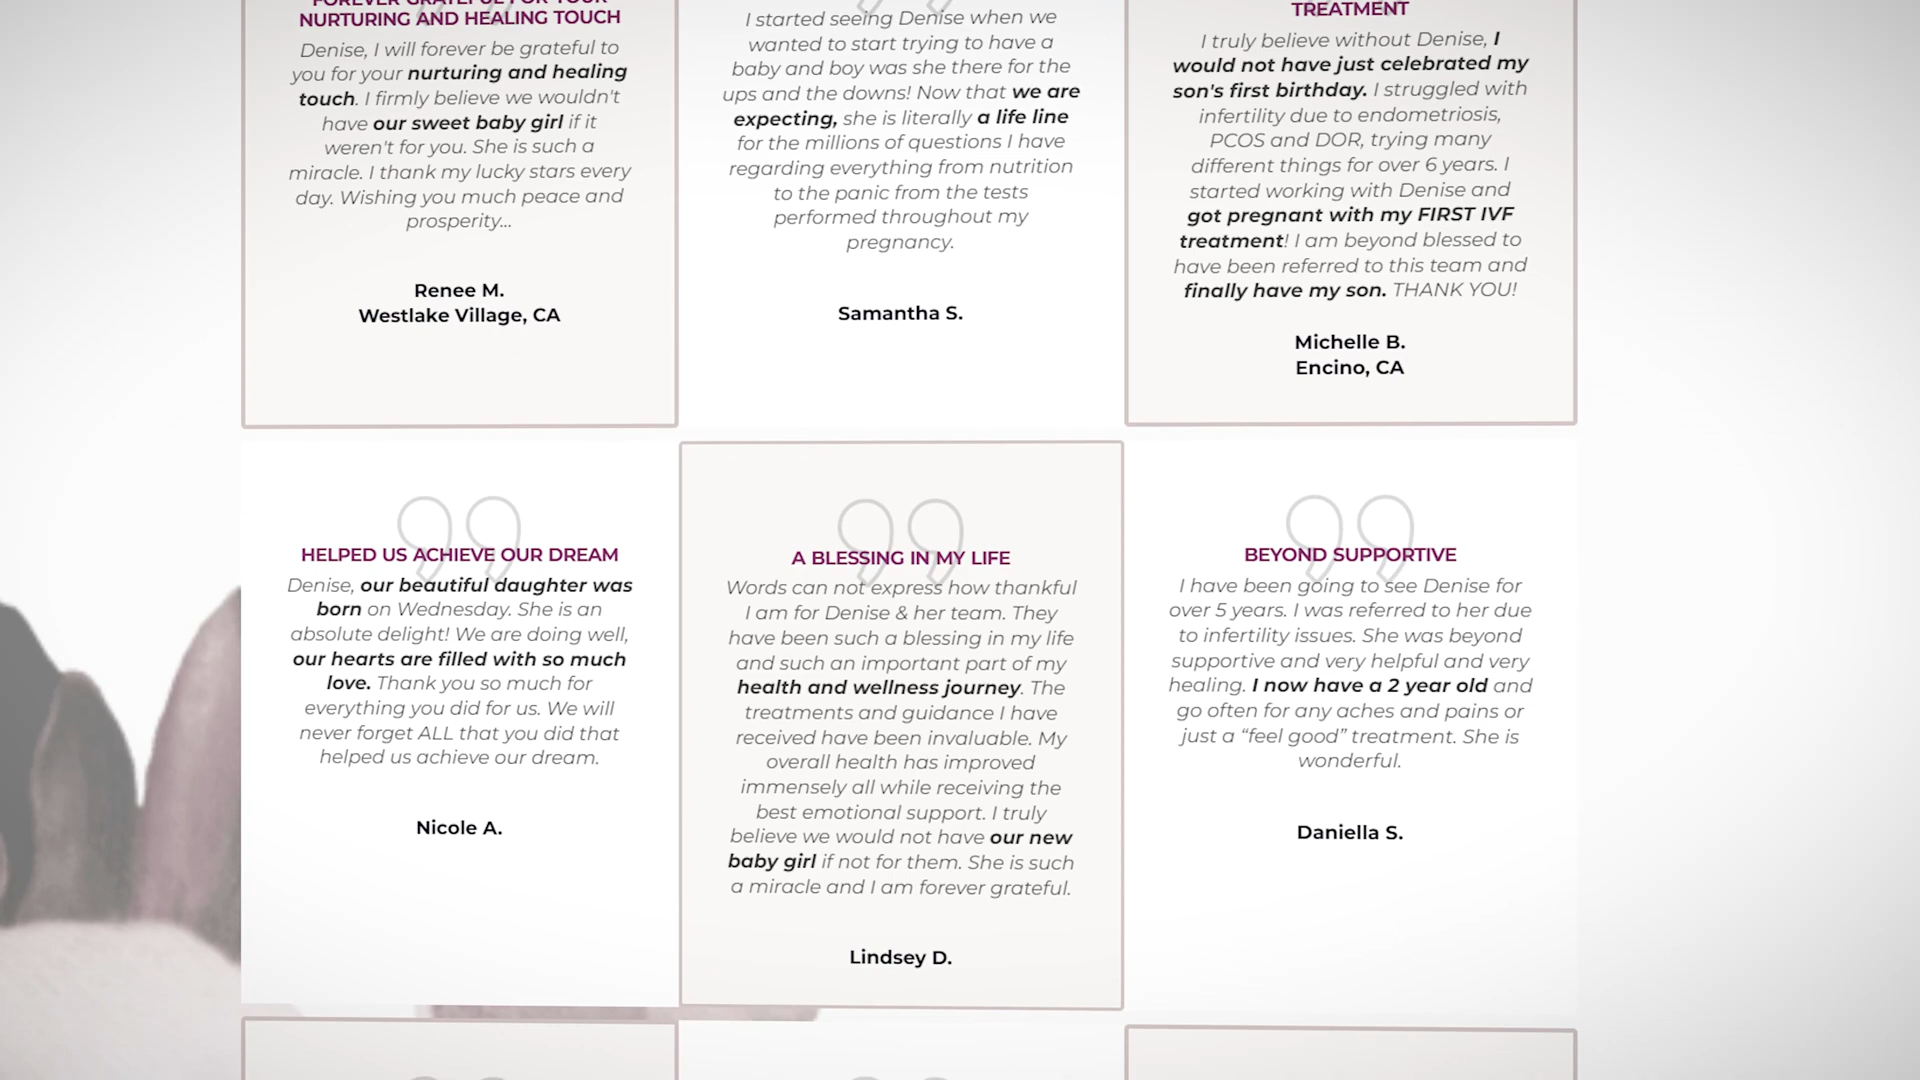 FOREVER GRATEFUL FOR YOUR
NURTURING AND HEALING TOUCH
Denise, I will forever be grateful to
you for your nurturing and healing
touch. I firmly believe we wouldn't
have our sweet baby girl if it
weren't for you. She is such a
miracle. I thank my lucky stars every
day. Wishing you much peace and
prosperity...
Renee M.
Westlake Village, CA
I started seeing Denise when we
wanted to start trying to have a
baby and boy was she there for the
ups and the downs! Now that we are
expecting, she is literally a life line
for the millions of questions I have
regarding everything from nutrition
to the panic from the tests
performed throughout my
pregnancy.
Samantha S.
TREATMENT
I truly believe without Denise, I
would not have just celebrated my
son's first birthday. I struggled with
infertility due to endometriosis,
PCOS and DOR, trying many
different things for over 6 years. I
started working with Denise and
got pregnant with my FIRST IVF
treatment! I am beyond blessed to
have been referred to this team and
finally have my son. THANK YOU!
Michelle B.
Encino, CA
HELPED US ACHIEVE OUR DREAM
Denise, our beautiful daughter was
born on Wednesday. She is an
absolute delight! We are doing well,
our hearts are filled with so much
love. Thank you so much for
everything you did for us. We will
never forget ALL that you did that
helped us achieve our dream.
Nicole A.
A BLESSING IN MY LIFE
Words can not express how thankful
I am for Denise & her team. They
have been such a blessing in my life
and such an important part of my
health and wellness journey. The
treatments and guidance I have
received have been invaluable. My
overall health has improved
immensely all while receiving the
best emotional support. I truly
believe we would not have our new
baby girl if not for them. She is such
a miracle and I am forever grateful.
Lindsey D.
BEYOND SUPPORTIVE
I have been going to see Denise for
over 5 years. I was referred to her due
to infertility issues. She was beyond
supportive and very helpful and very
healing. I now have a 2 year old and
go often for any aches and pains or
just a “feel good” treatment. She is
wonderful.
Daniella S.